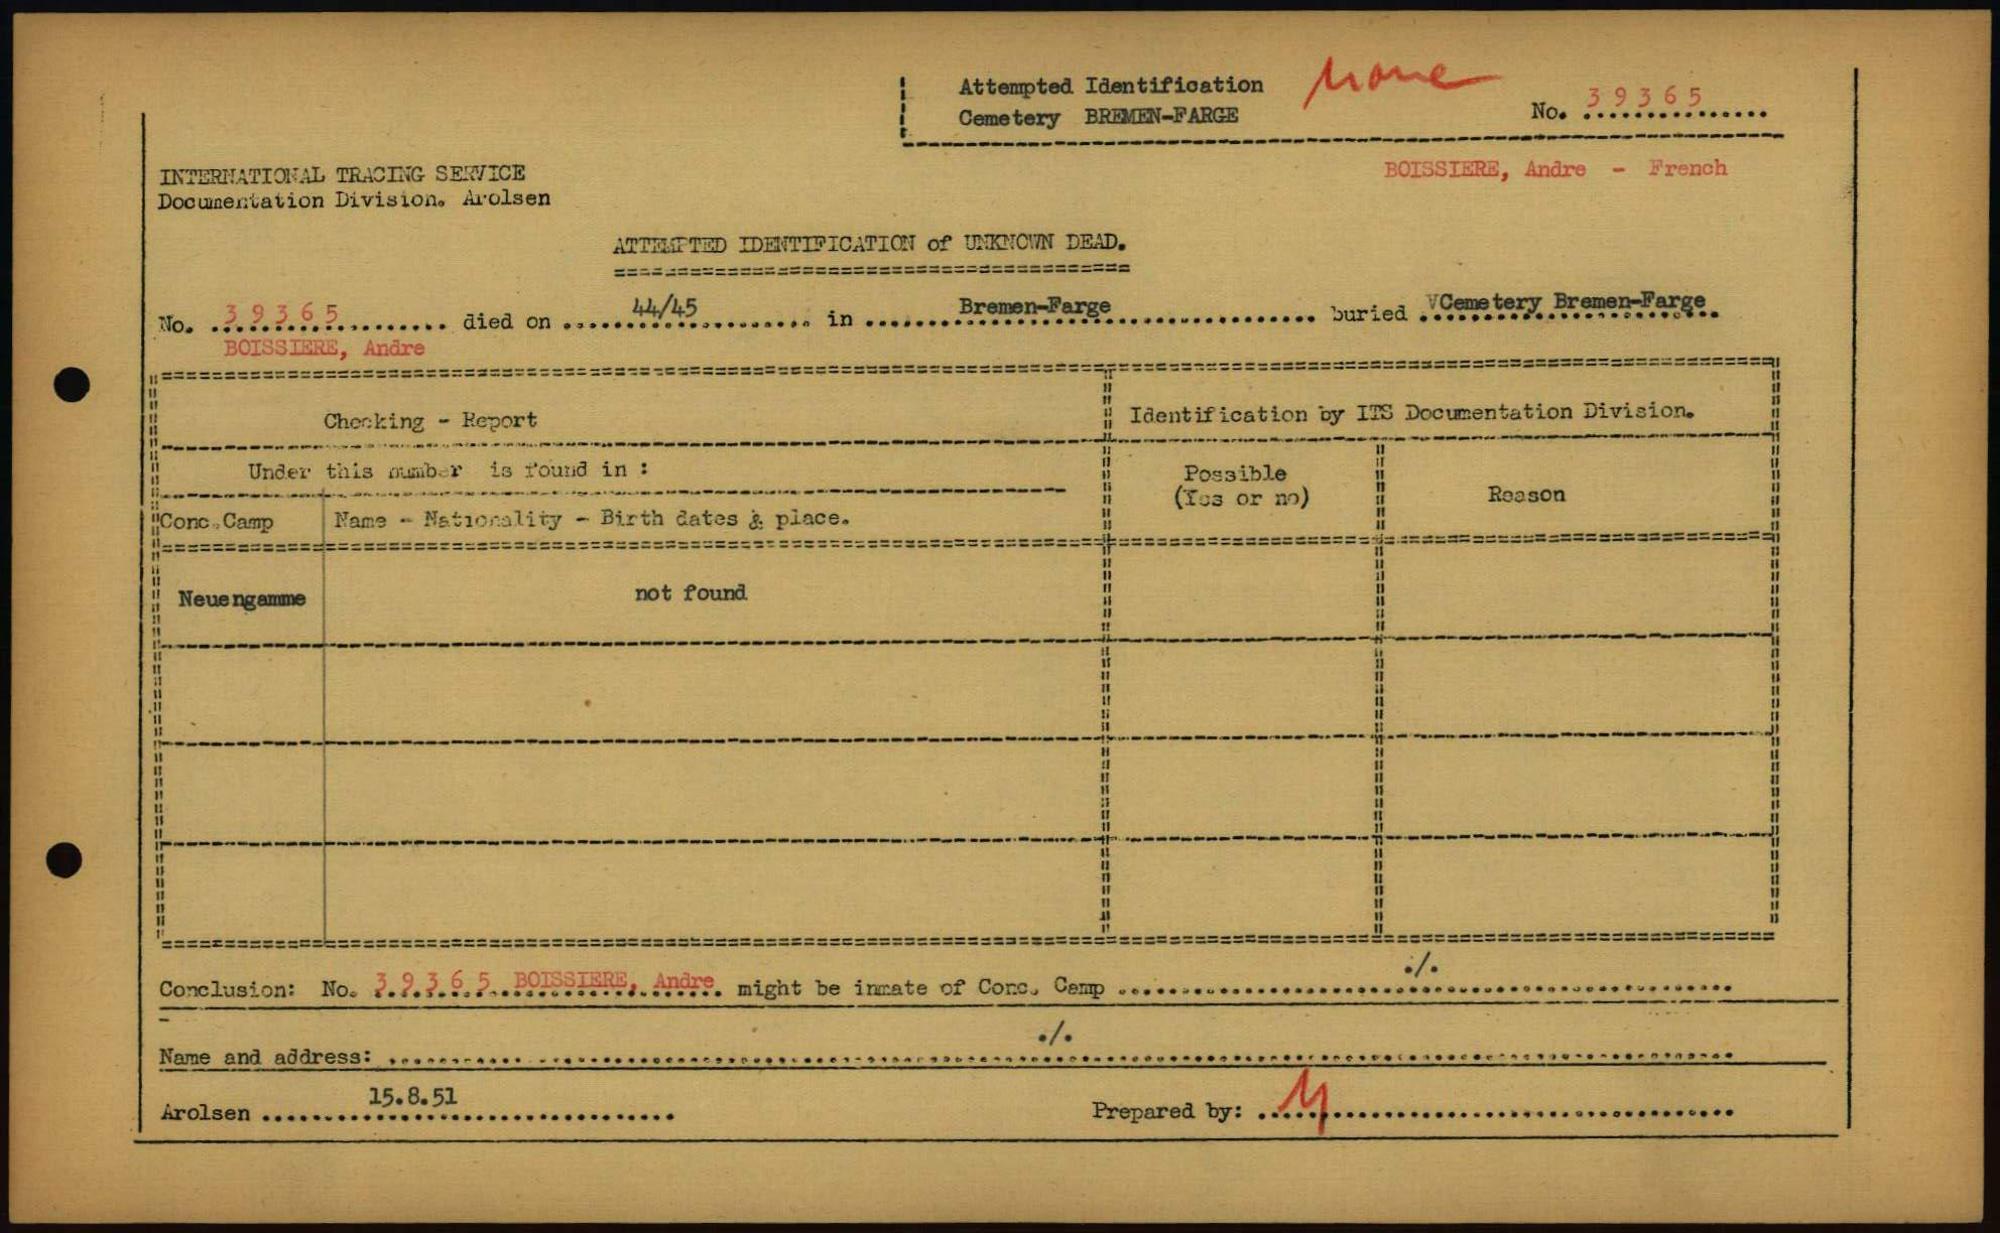 Attempted Identification none
Cemetery BREMEN-FARGE No. 39365
INTERNATIONAL TRACING SERVICE BOISSIERE, Andre - French
Documentation Division. Arolsen
ATTEMPTED IDENTIFICATION of UNKNOWN DEAD.
No. 39365 died on 44/45 in Bremen-Farge buried Cemetery Bremen-Farge
BOISSIERE, Andre
Checking - Report Identification by ITS Documentation Division.
Under this number is found in :
Possible
(Yes or no) Reason
Conc.Camp Name - Nationality - Birth dates & place.
Neuengamme not found
Conclusion: No. 39365 BOISSIERE, Andre might be inmate of Conc. Camp ./.
Name and address: ./.
Arolsen 15.8.51 Prepared by: